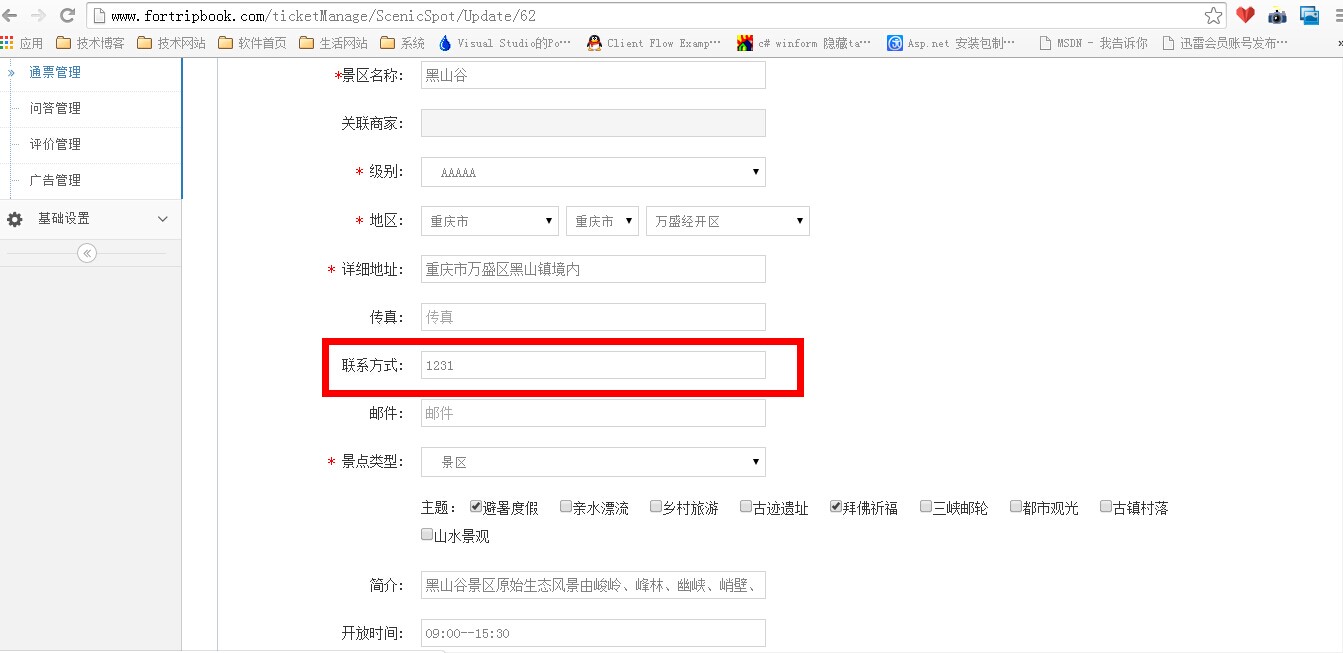 www.fortripbook.com/ticketManage/ScenicSpot/Update/62
应用 技术博客 技术网站 软件首页 生活网站 系统 Visual Studio的Po… Client Flow Examp… c# winform 隐藏ta… Asp.net 安装包制… MSDN - 我告诉你 迅雷会员账号发布…
» 通票管理
问答管理
评价管理
广告管理
基础设置
«
*景区名称: 黑山谷
关联商家:
* 级别: AAAAA
* 地区: 重庆市 重庆市 万盛经开区
* 详细地址: 重庆市万盛区黑山镇境内
传真: 传真
联系方式: 1231
邮件: 邮件
* 景点类型: 景区
主题: 避暑度假 亲水漂流 乡村旅游 古迹遗址 拜佛祈福 三峡邮轮 都市观光 古镇村落
山水景观
简介: 黑山谷景区原始生态风景由峻岭、峰林、幽峡、峭壁、
开放时间: 09:00--15:30